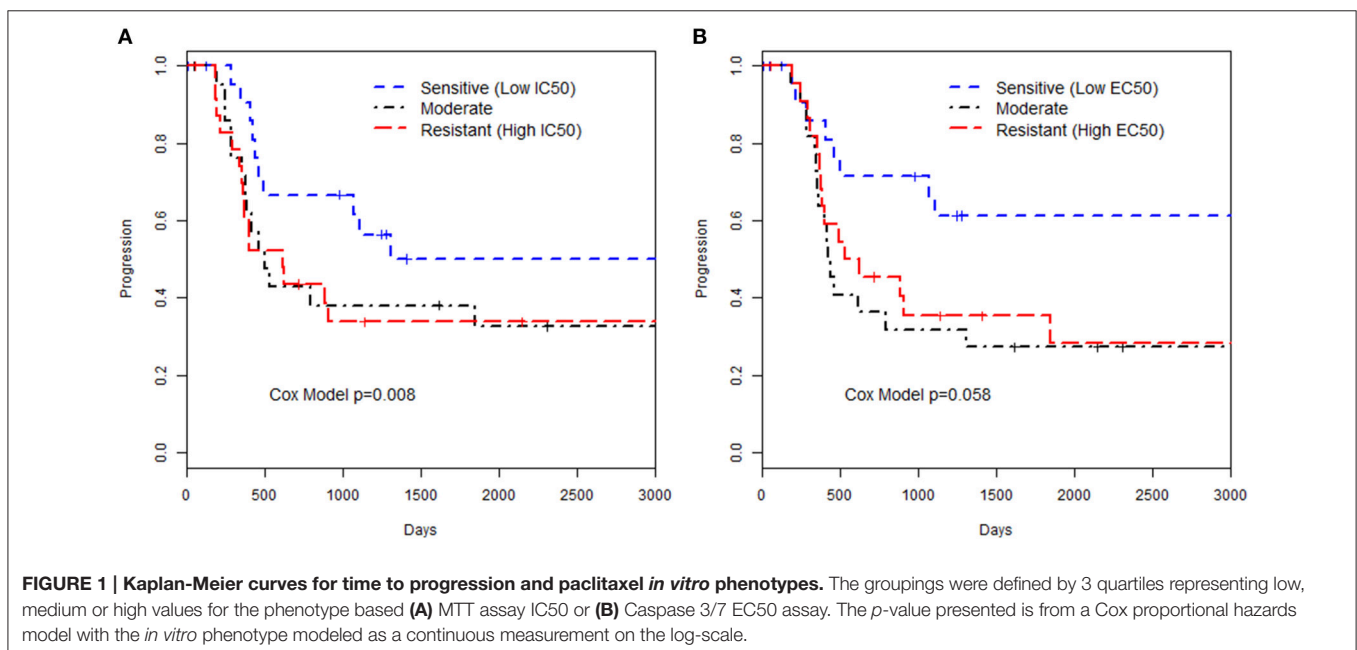 A
Progression
1.0
0.8
0.6
0.4
0.2
0.0
Sensitive (Low IC50)
Moderate
Resistant (High IC50)
Cox Model p=0.008
0 500 1000 1500 2000 2500 3000
Days
B
Progression
1.0
0.8
0.6
0.4
0.2
0.0
Sensitive (Low EC50)
Moderate
Resistant (High EC50)
Cox Model p=0.058
0 500 1000 1500 2000 2500 3000
Days
FIGURE 1 | Kaplan-Meier curves for time to progression and paclitaxel in vitro phenotypes. The groupings were defined by 3 quartiles representing low,
medium or high values for the phenotype based (A) MTT assay IC50 or (B) Caspase 3/7 EC50 assay. The p-value presented is from a Cox proportional hazards
model with the in vitro phenotype modeled as a continuous measurement on the log-scale.